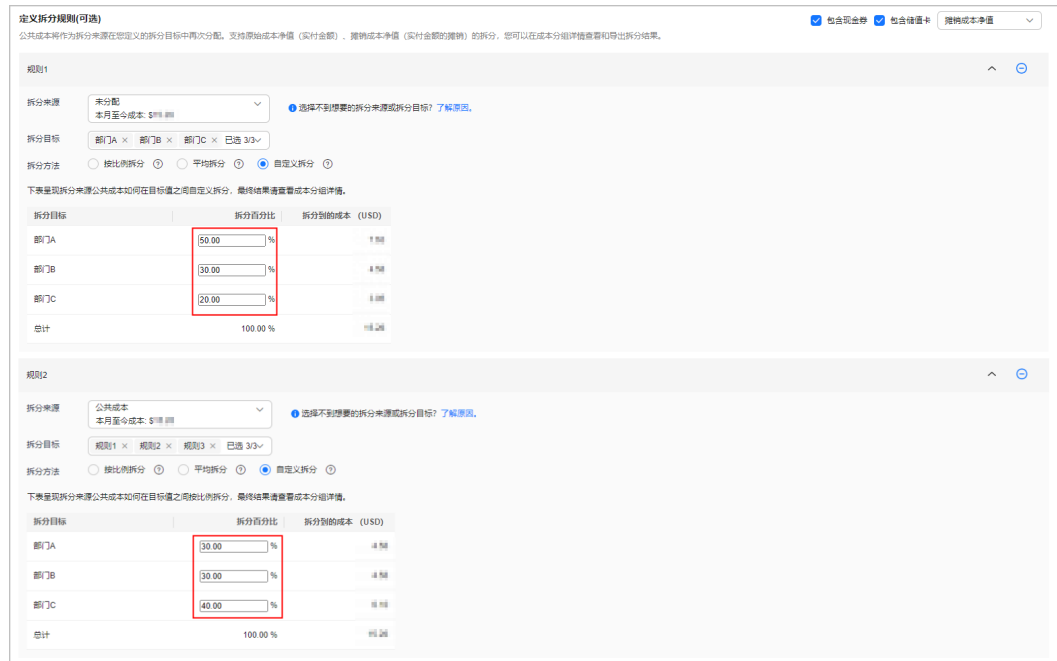 定义拆分规则(可选)
包含现金券 包含储值卡 摊销成本净值
公共成本将作为拆分来源在您定义的拆分目标中再次分配。支持原始成本净值（实付金额）、摊销成本净值（实付金额的摊销）的拆分，您可以在成本分组详情查看和导出拆分结果。
规则1
拆分来源
未分配
本月至今成本: $
选择不到想要的拆分来源或拆分目标？了解原因。
拆分目标 部门A × 部门B × 部门C × 已选 3/3
拆分方法 按比例拆分 ? 平均拆分 ? 自定义拆分 ?
下表呈现拆分来源公共成本如何在目标值之间自定义拆分，最终结果请查看成本分组详情。
拆分目标 拆分百分比 拆分到的成本 (USD)
部门A 50.00 %
部门B 30.00 %
部门C 20.00 %
总计 100.00 %
规则2
拆分来源
公共成本
本月至今成本: $
选择不到想要的拆分来源或拆分目标？了解原因。
拆分目标 规则1 × 规则2 × 规则3 × 已选 3/3
拆分方法 按比例拆分 ? 平均拆分 ? 自定义拆分 ?
下表呈现拆分来源公共成本如何在目标值之间按比例拆分，最终结果请查看成本分组详情。
拆分目标 拆分百分比 拆分到的成本 (USD)
部门A 30.00 %
部门B 30.00 %
部门C 40.00 %
总计 100.00 %